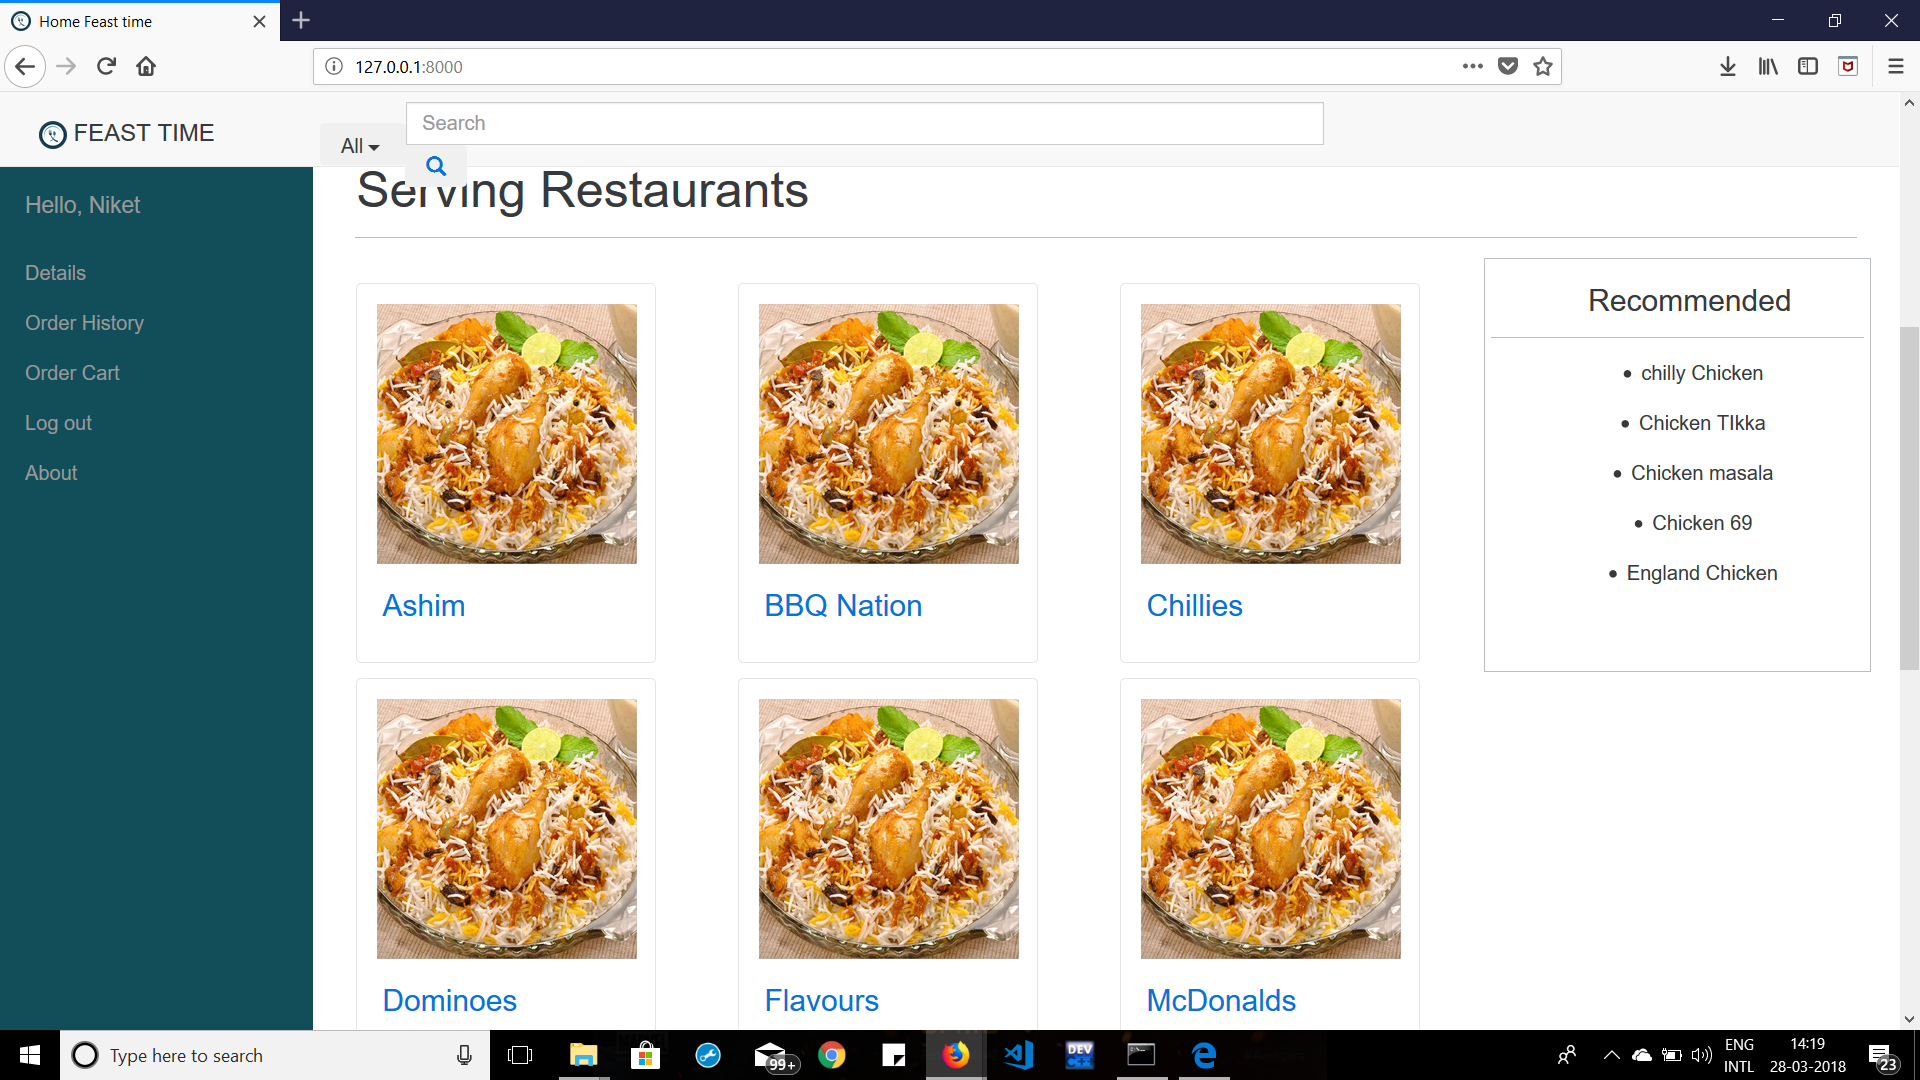 Home Feast time
127.0.0.1:8000
FEAST TIME
All
Search
Hello, Niket
Details
Order History
Order Cart
Log out
About
Serving Restaurants
Ashim
BBQ Nation
Chillies
Dominoes
Flavours
McDonalds
Recommended
• chilly Chicken
• Chicken TIkka
• Chicken masala
• Chicken 69
• England Chicken
Type here to search
99+
DEV
C++
ENG
INTL
14:19
28-03-2018
23